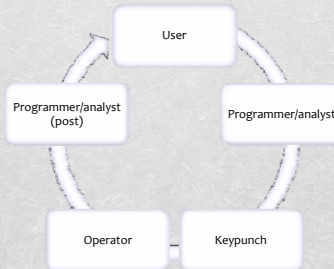 User
Programmer/analyst
Keypunch
Operator
Programmer/analyst
(post)